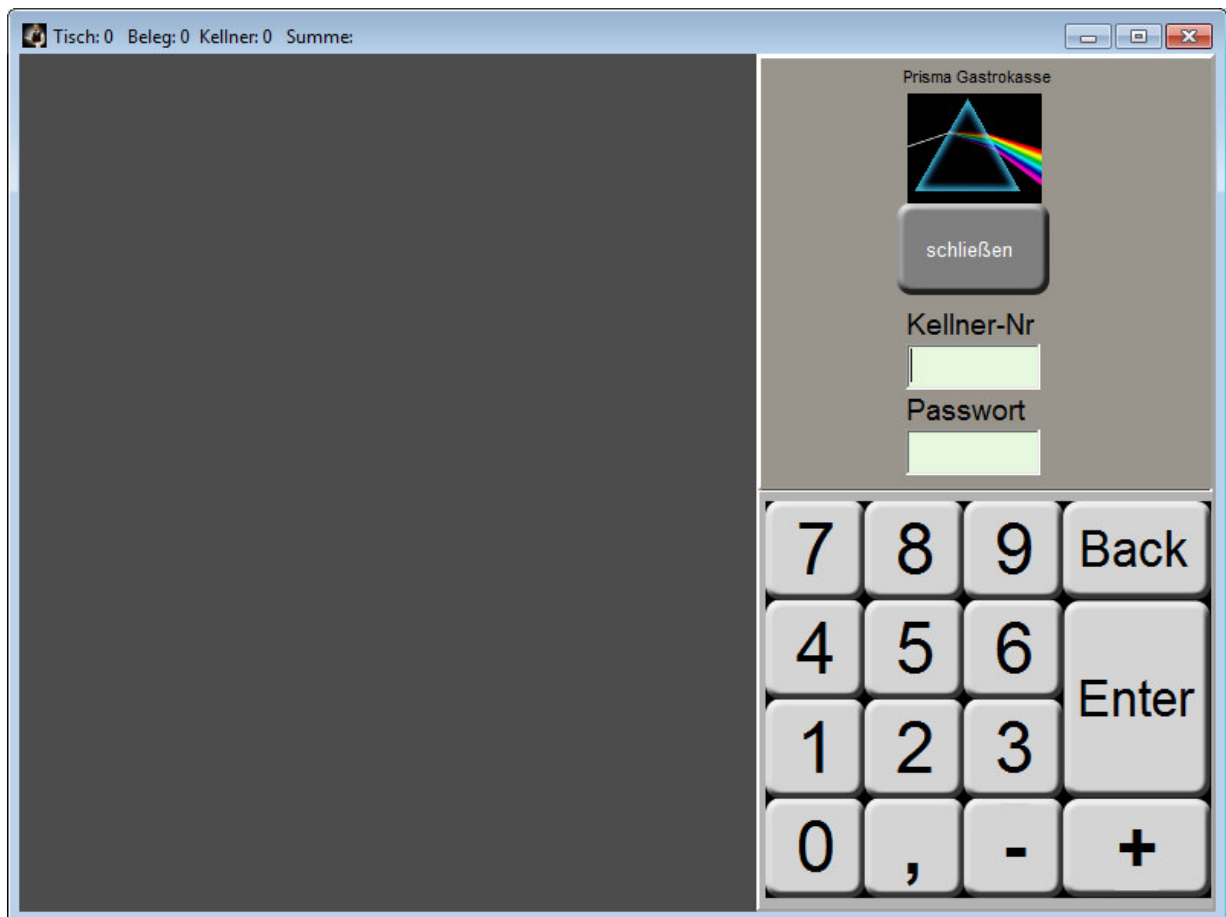 Tisch: 0 Beleg: 0 Kellner: 0 Summe:
Prisma Gastrokasse
schließen
Kellner-Nr
Passwort
7 8 9 Back
4 5 6
Enter
1 2 3
0 , - +